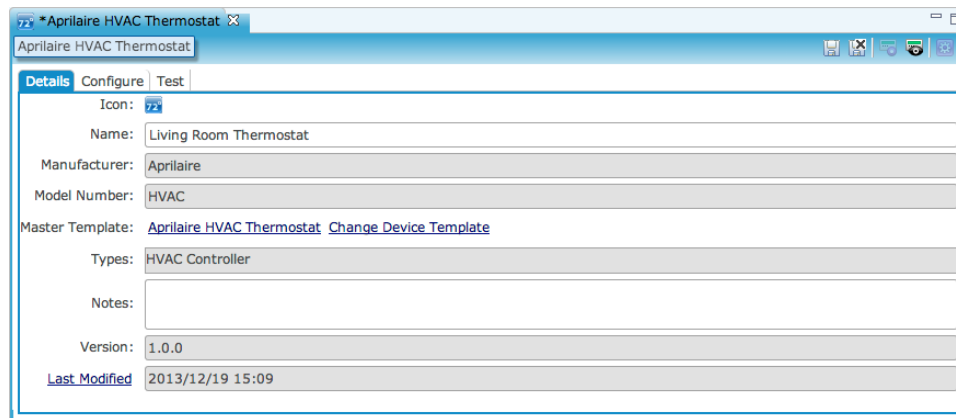 72° *Aprilaire HVAC Thermostat
Aprilaire HVAC Thermostat
Details Configure Test
Icon: 72°
Name: Living Room Thermostat
Manufacturer: Aprilaire
Model Number: HVAC
Master Template: Aprilaire HVAC Thermostat Change Device Template
Types: HVAC Controller
Notes:
Version: 1.0.0
Last Modified 2013/12/19 15:09